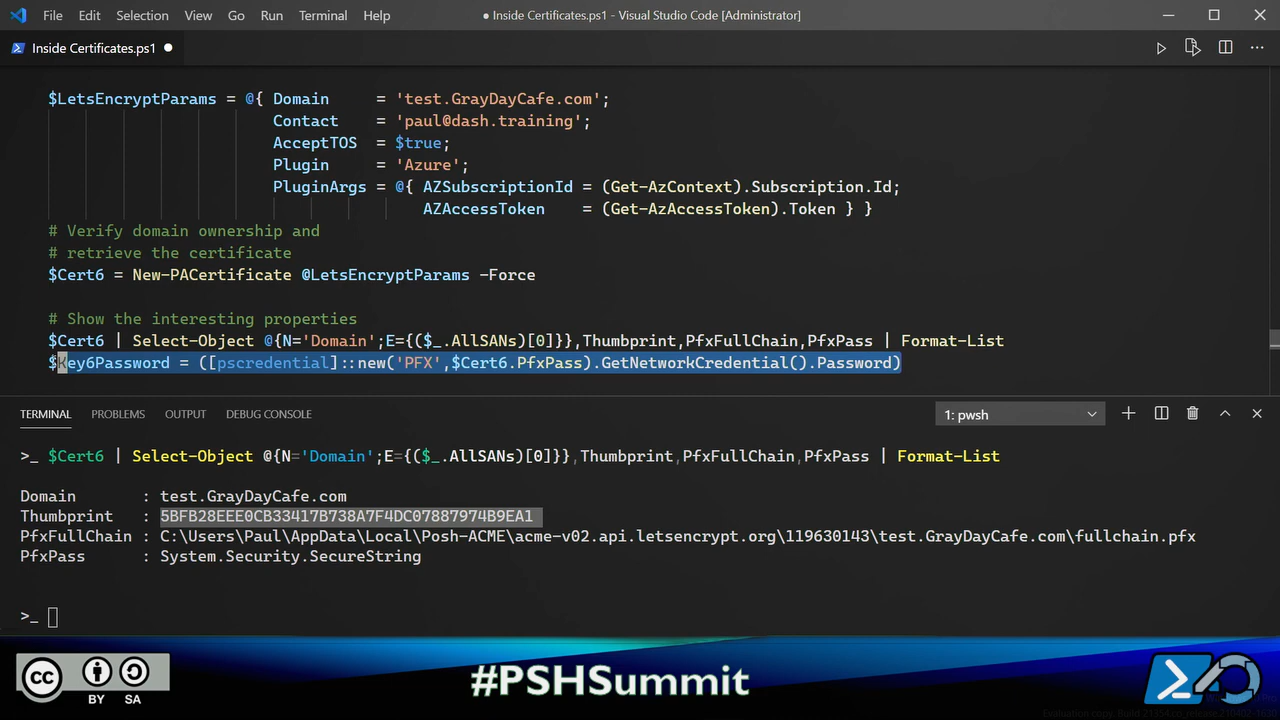 File Edit Selection View Go Run Terminal Help ● Inside Certificates.ps1 - Visual Studio Code [Administrator]
Inside Certificates.ps1 ●
$LetsEncryptParams = @{ Domain = 'test.GrayDayCafe.com';
Contact = 'paul@dash.training';
AcceptTOS = $true;
Plugin = 'Azure';
PluginArgs = @{ AZSubscriptionId = (Get-AzContext).Subscription.Id;
AZAccessToken = (Get-AzAccessToken).Token } }
# Verify domain ownership and
# retrieve the certificate
$Cert6 = New-PACertificate @LetsEncryptParams -Force
# Show the interesting properties
$Cert6 | Select-Object @{N='Domain';E={($_.AllSANs)[0]}},Thumbprint,PfxFullChain,PfxPass | Format-List
$Key6Password = ([pscredential]::new('PFX',$Cert6.PfxPass).GetNetworkCredential().Password)
TERMINAL PROBLEMS OUTPUT DEBUG CONSOLE 1: pwsh
>_ $Cert6 | Select-Object @{N='Domain';E={($_.AllSANs)[0]}},Thumbprint,PfxFullChain,PfxPass | Format-List
Domain : test.GrayDayCafe.com
Thumbprint : 5BFB28EEE0CB33417B738A7F4DC07887974B9EA1
PfxFullChain : C:\Users\Paul\AppData\Local\Posh-ACME\acme-v02.api.letsencrypt.org\119630143\test.GrayDayCafe.com\fullchain.pfx
PfxPass : System.Security.SecureString
>_
CC BY SA
#PSHSummit